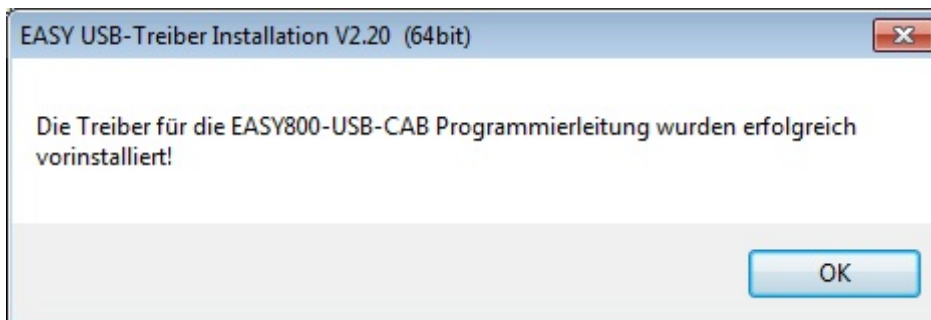 EASY USB-Treiber Installation V2.20  (64bit)
Die Treiber für die EASY800-USB-CAB Programmierleitung wurden erfolgreich
vorinstalliert!
OK